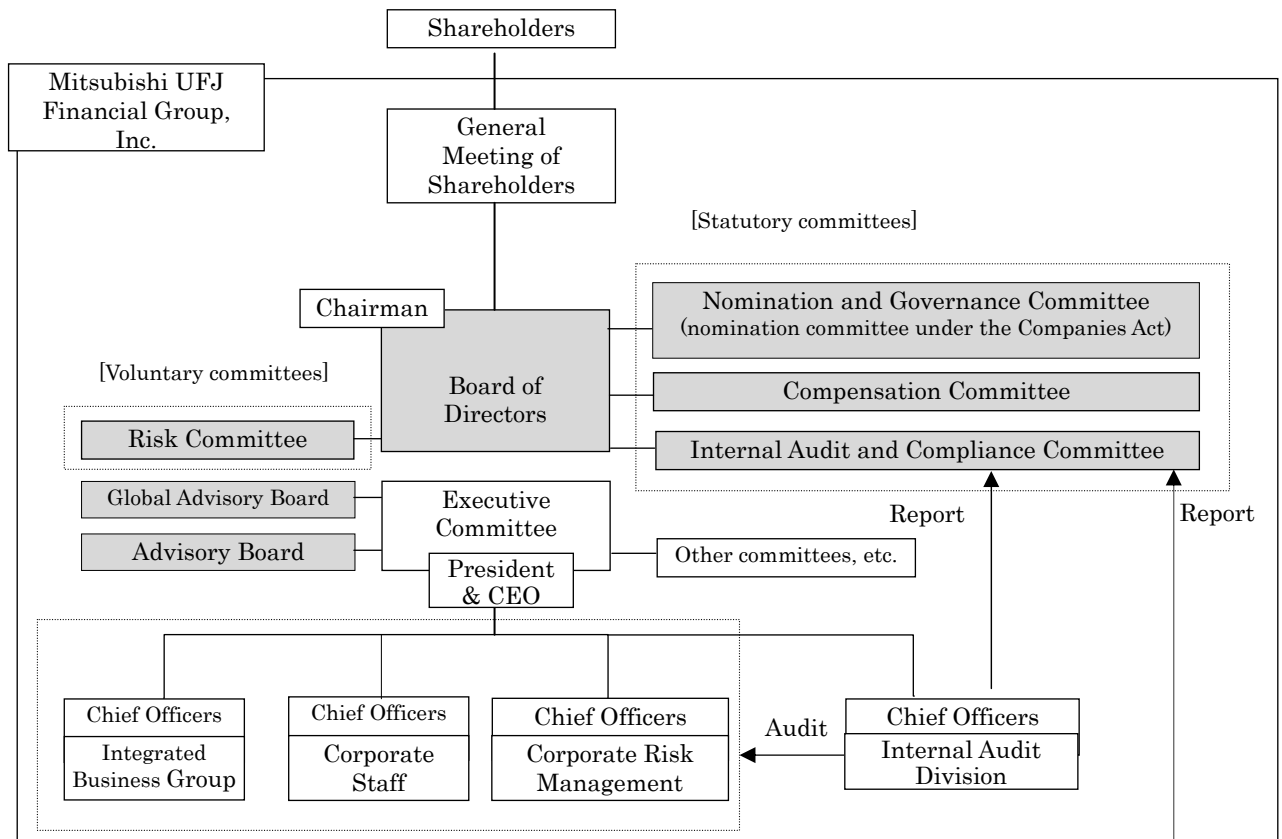 Shareholders
Mitsubishi UFJ
Financial Group,
Inc.
General
Meeting of
Shareholders
[Statutory committees]
Nomination and Governance Committee
(nomination committee under the Companies Act)
Chairman
Board of
Directors
Compensation Committee
[Voluntary committees]
Risk Committee
Internal Audit and Compliance Committee
Global Advisory Board
Executive
Committee
Report
Report
Advisory Board
Other committees, etc.
President
& CEO
Chief Officers
Integrated
Business Group
Chief Officers
Corporate
Staff
Chief Officers
Corporate Risk
Management
Audit
Chief Officers
Internal Audit
Division